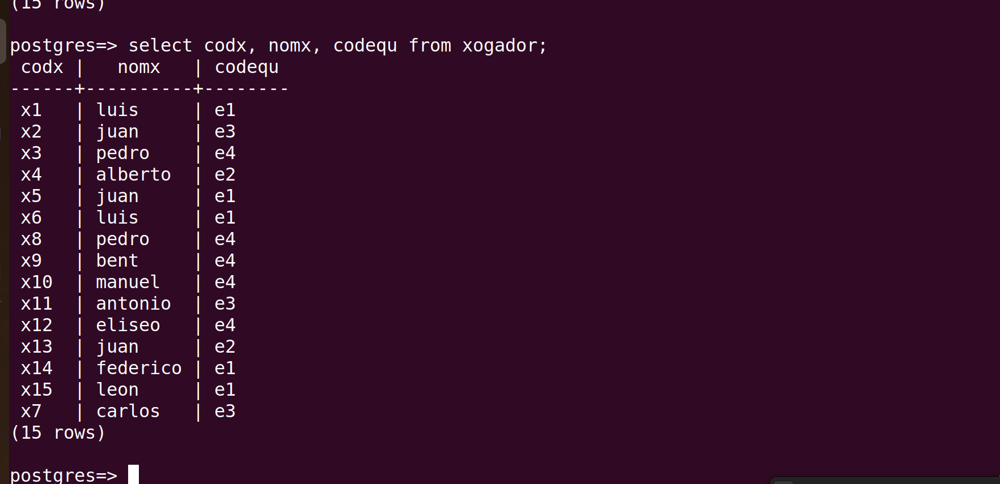 (15 rows)

postgres=> select codx, nomx, codequ from xogador;
 codx |   nomx   | codequ
------+----------+--------
 x1   | luis     | e1
 x2   | juan     | e3
 x3   | pedro    | e4
 x4   | alberto  | e2
 x5   | juan     | e1
 x6   | luis     | e1
 x8   | pedro    | e4
 x9   | bent     | e4
 x10  | manuel   | e4
 x11  | antonio  | e3
 x12  | eliseo   | e4
 x13  | juan     | e2
 x14  | federico | e1
 x15  | leon     | e1
 x7   | carlos   | e3
(15 rows)

postgres=>